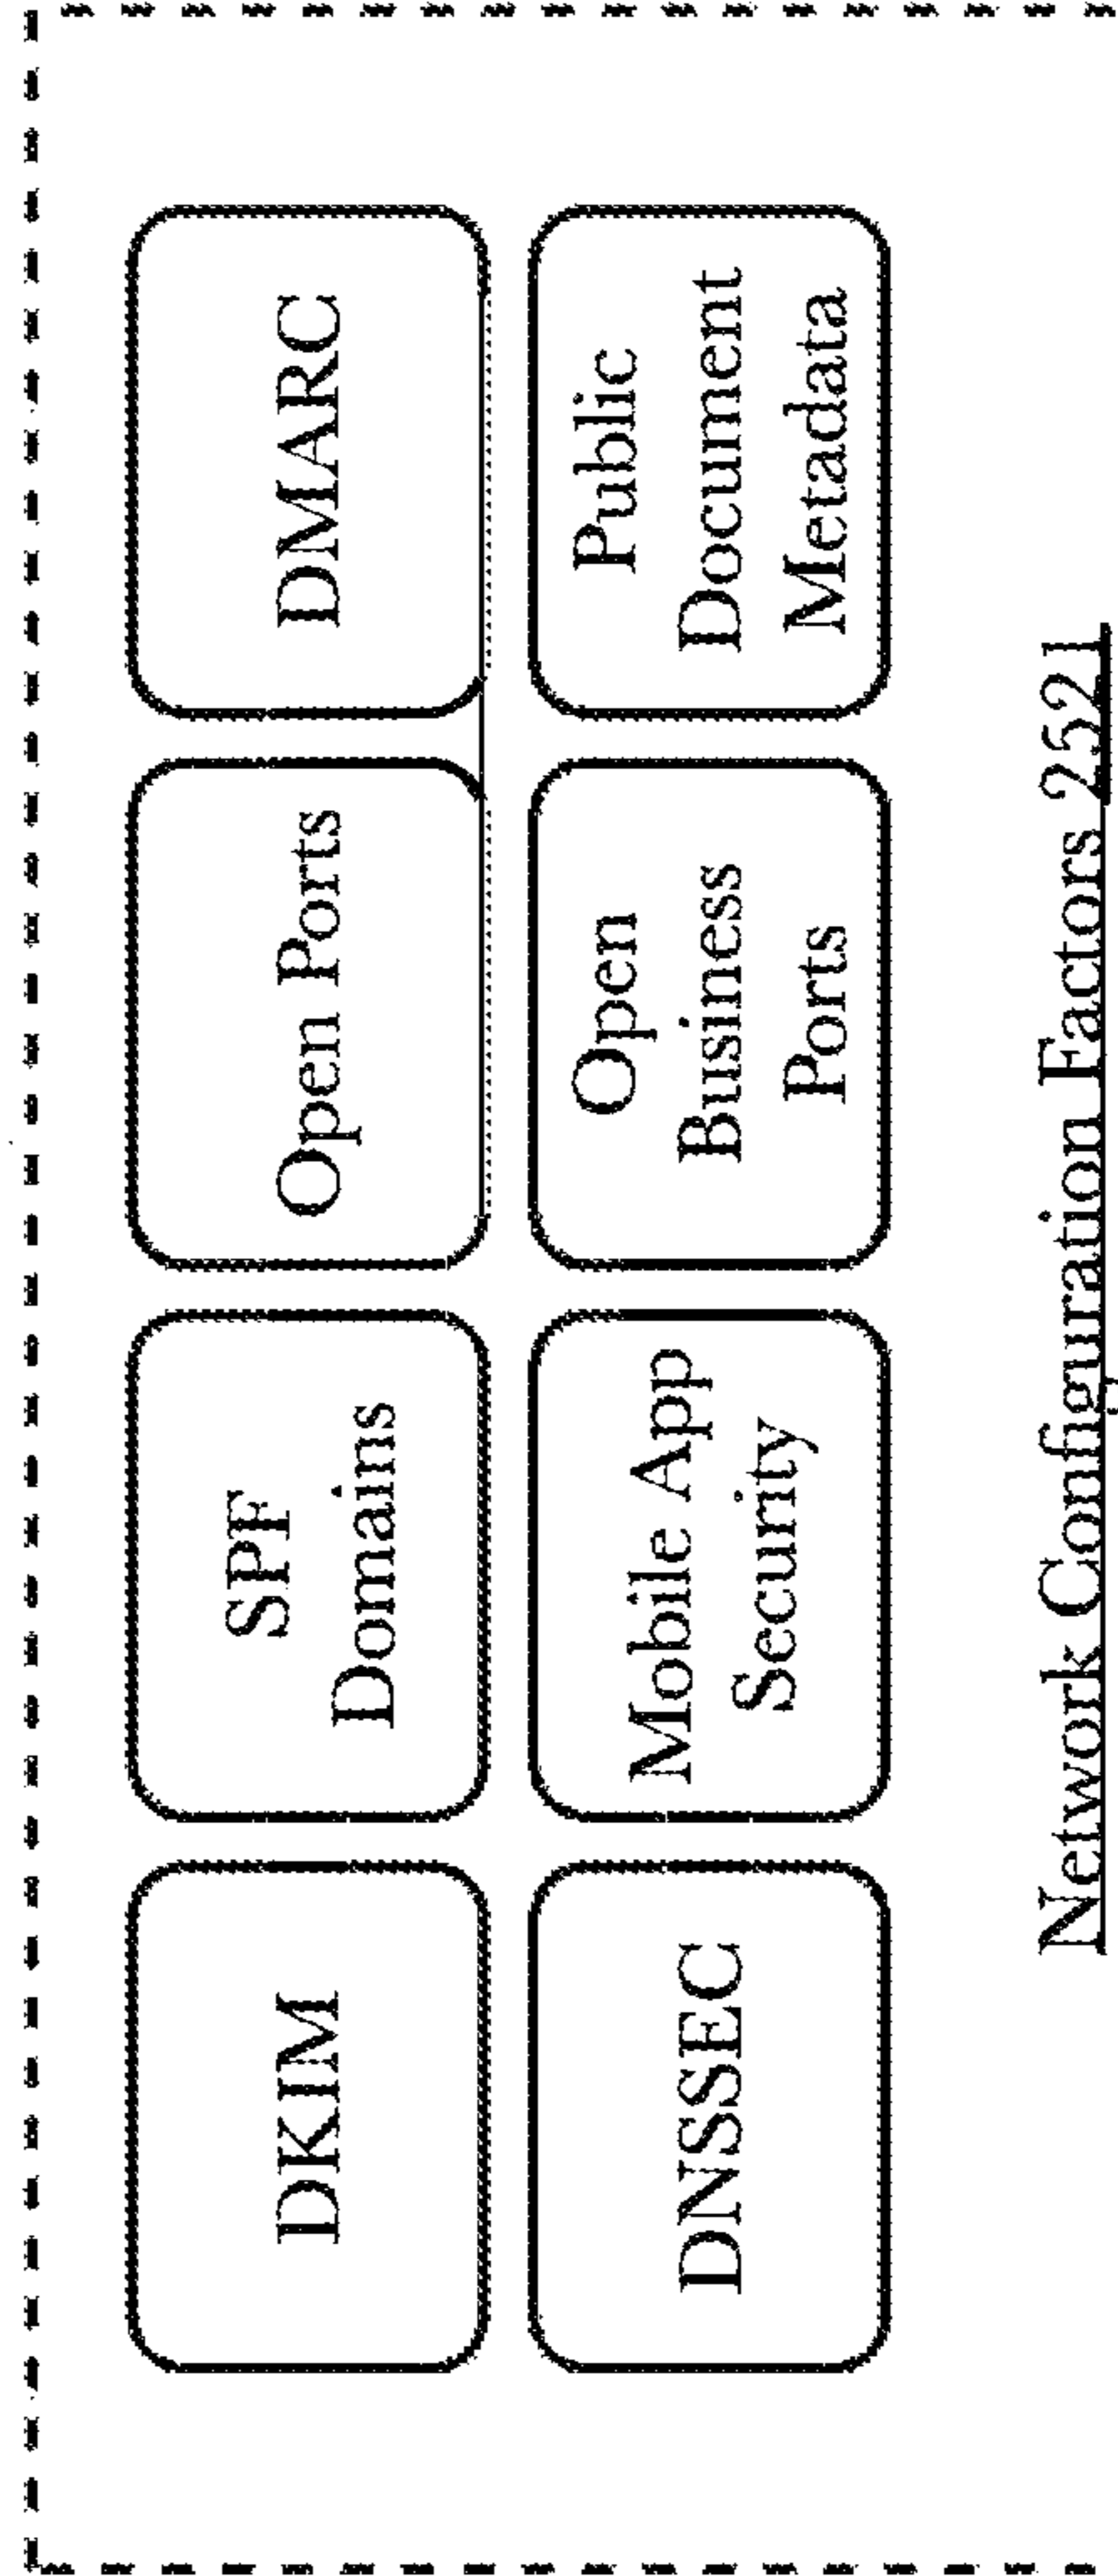 DKIM
SPF
Domains
Open Ports
DMARC
DNSSEC
Mobile App
Security
Open
Business
Ports
Public
Document
Metadata
Network Configuration Factors 2521